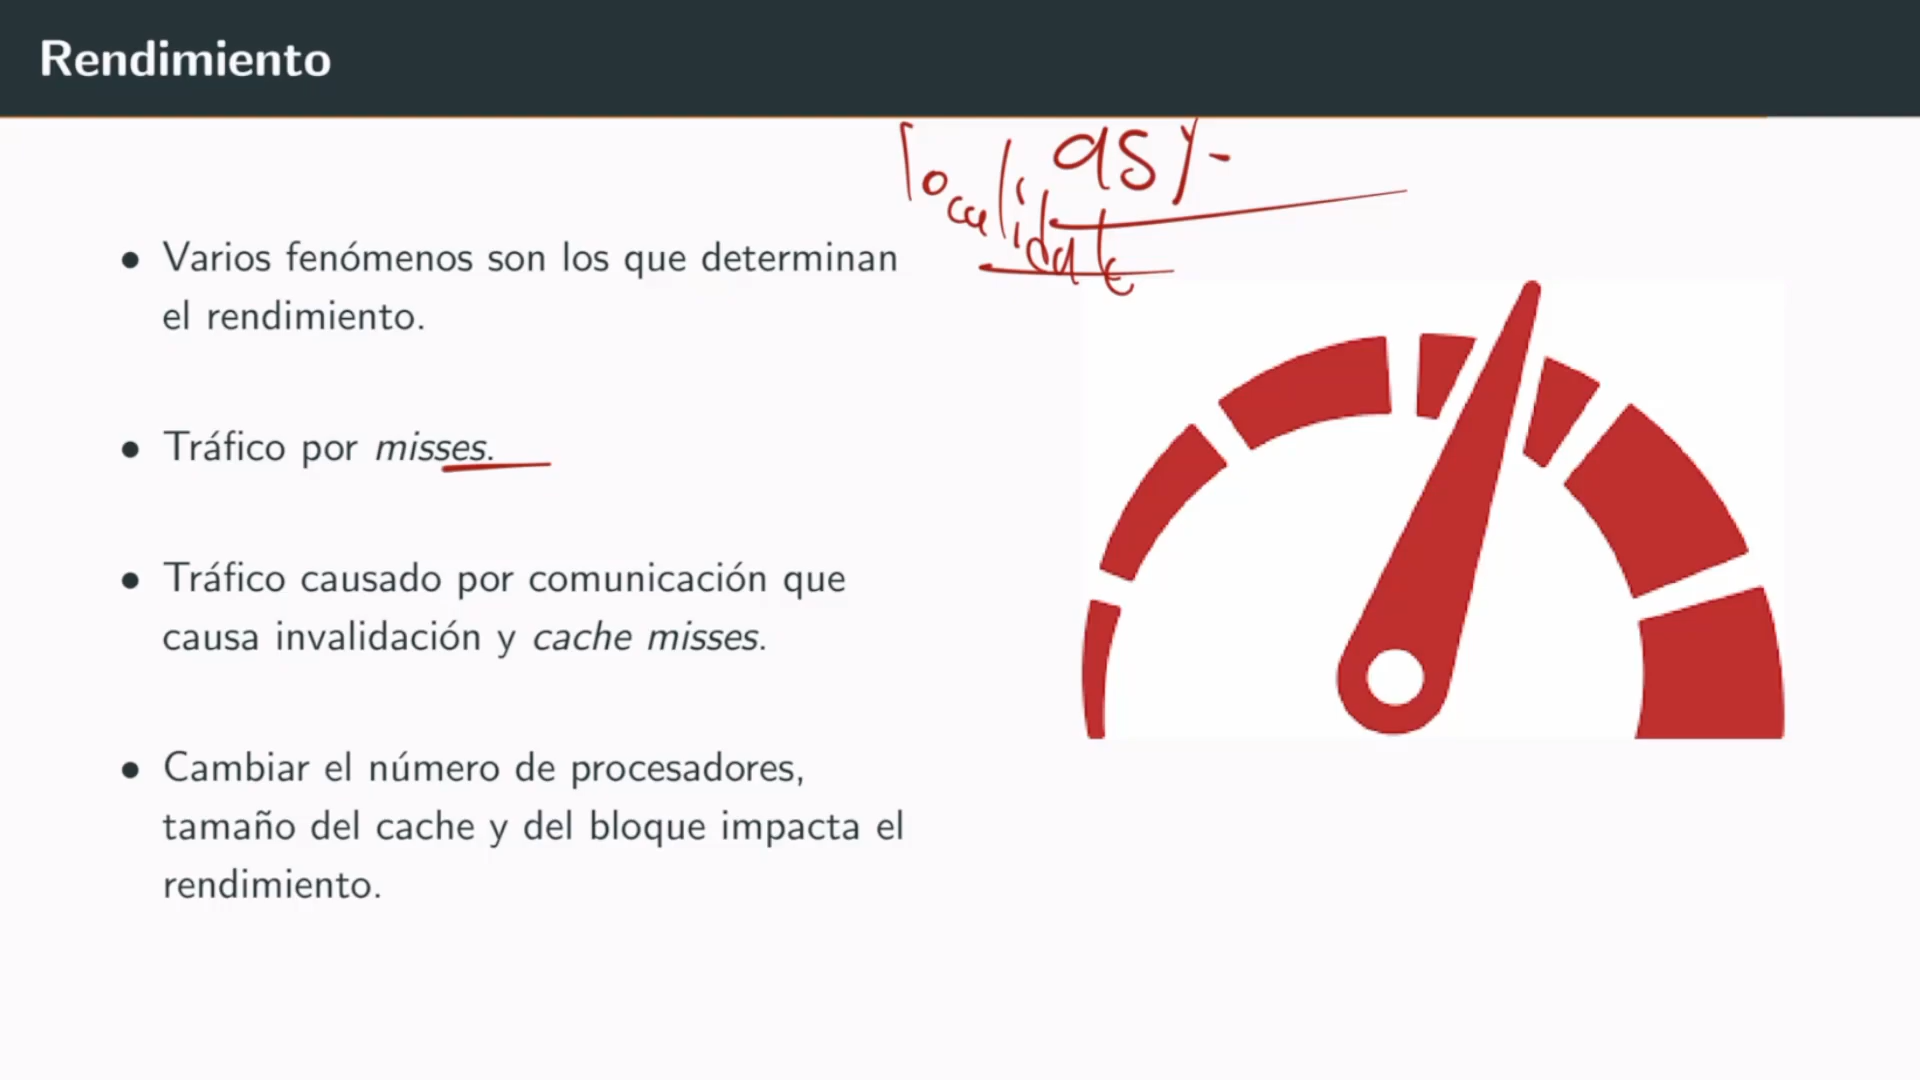 Rendimiento
• Varios fenómenos son los que determinan
el rendimiento.
• Tráfico por misses.
• Tráfico causado por comunicación que
causa invalidación y cache misses.
• Cambiar el número de procesadores,
tamaño del cache y del bloque impacta el
rendimiento.